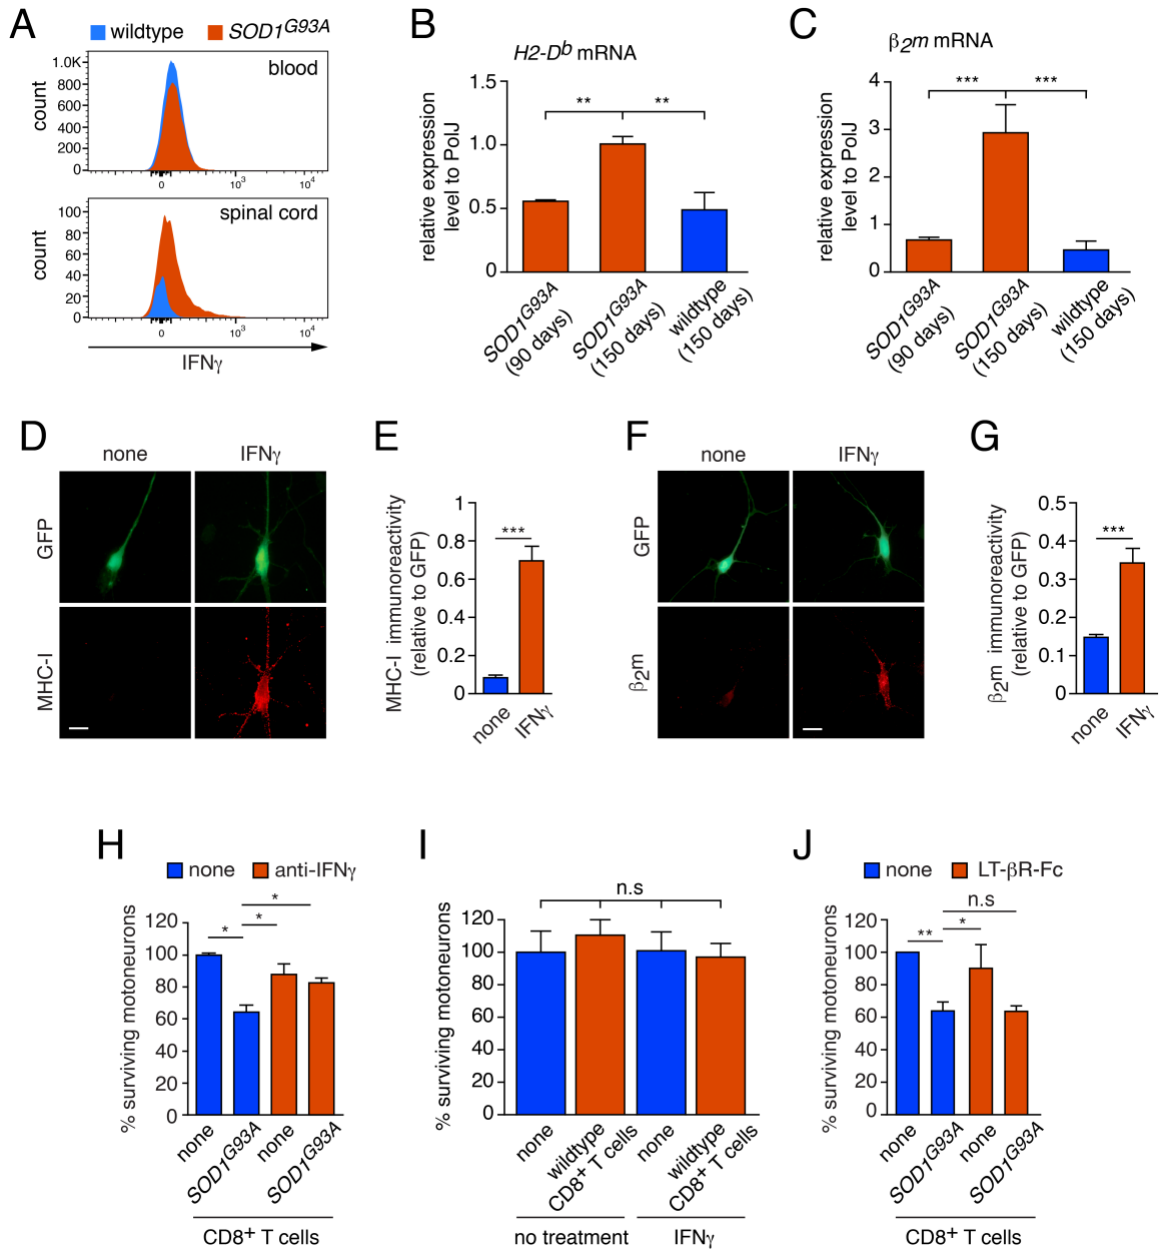 A
wildtype SOD1G93A
blood
count
1.0K
800
600
400
200
0
0 10³ 10⁴
spinal cord
count
100
80
60
40
20
0
0 10³ 10⁴
IFNγ
B
H2-Db mRNA
relative expression
level to PolJ
1.5
1.0
0.5
0
** **
SOD1G93A
(90 days)
SOD1G93A
(150 days)
wildtype
(150 days)
C
β2m mRNA
relative expression
level to PolJ
4
3
2
1
0
*** ***
SOD1G93A
(90 days)
SOD1G93A
(150 days)
wildtype
(150 days)
D
none IFNγ
GFP
MHC-I
E
MHC-I immunoreactivity
(relative to GFP)
1
0.8
0.6
0.4
0.2
0
***
none IFNγ
F
none IFNγ
GFP
β2m
G
β2m immunoreactivity
(relative to GFP)
0.5
0.4
0.3
0.2
0.1
0
***
none IFNγ
H
none anti-IFNγ
% surviving motoneurons
120
100
80
60
40
20
0
*
* *
none SOD1G93A none SOD1G93A
CD8+ T cells
I
% surviving motoneurons
120
100
80
60
40
20
0
n.s
none
wildtype
CD8+ T cells
none
wildtype
CD8+ T cells
no treatment IFNγ
J
none LT-βR-Fc
% surviving motoneurons
120
100
80
60
40
20
0
n.s
** *
none SOD1G93A none SOD1G93A
CD8+ T cells